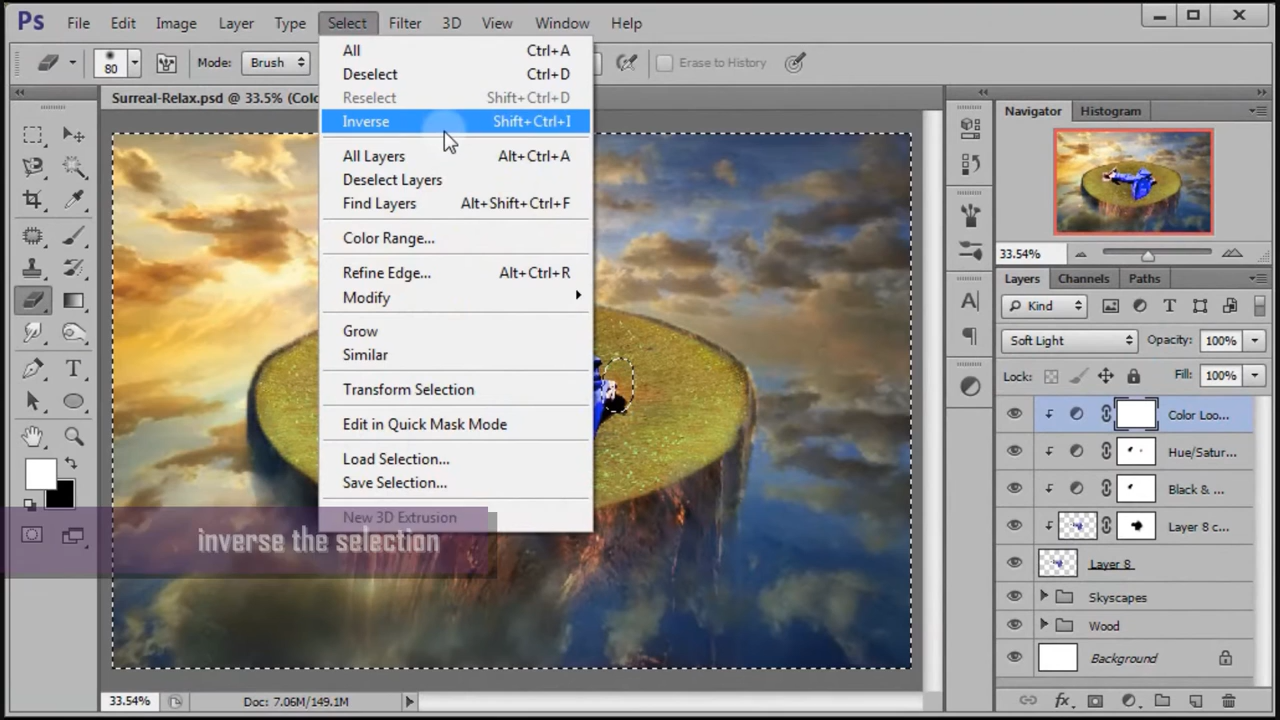 Ps File Edit Image Layer Type Select Filter 3D View Window Help
80 Mode: Brush Erase to History
Surreal-Relax.psd @ 33.5% (Colo
All Ctrl+A
Deselect Ctrl+D
Reselect Shift+Ctrl+D
Inverse Shift+Ctrl+I
All Layers Alt+Ctrl+A
Deselect Layers
Find Layers Alt+Shift+Ctrl+F
Color Range...
Refine Edge... Alt+Ctrl+R
Modify
Grow
Similar
Transform Selection
Edit in Quick Mask Mode
Load Selection...
Save Selection...
New 3D Extrusion
inverse the selection
Navigator Histogram
33.54%
Layers Channels Paths
Kind
Soft Light Opacity: 100%
Lock: Fill: 100%
Color Loo...
Hue/Satur...
Black & ...
Layer 8 c...
Layer 8
Skyscapes
Wood
Background
33.54% Doc: 7.06M/149.1M